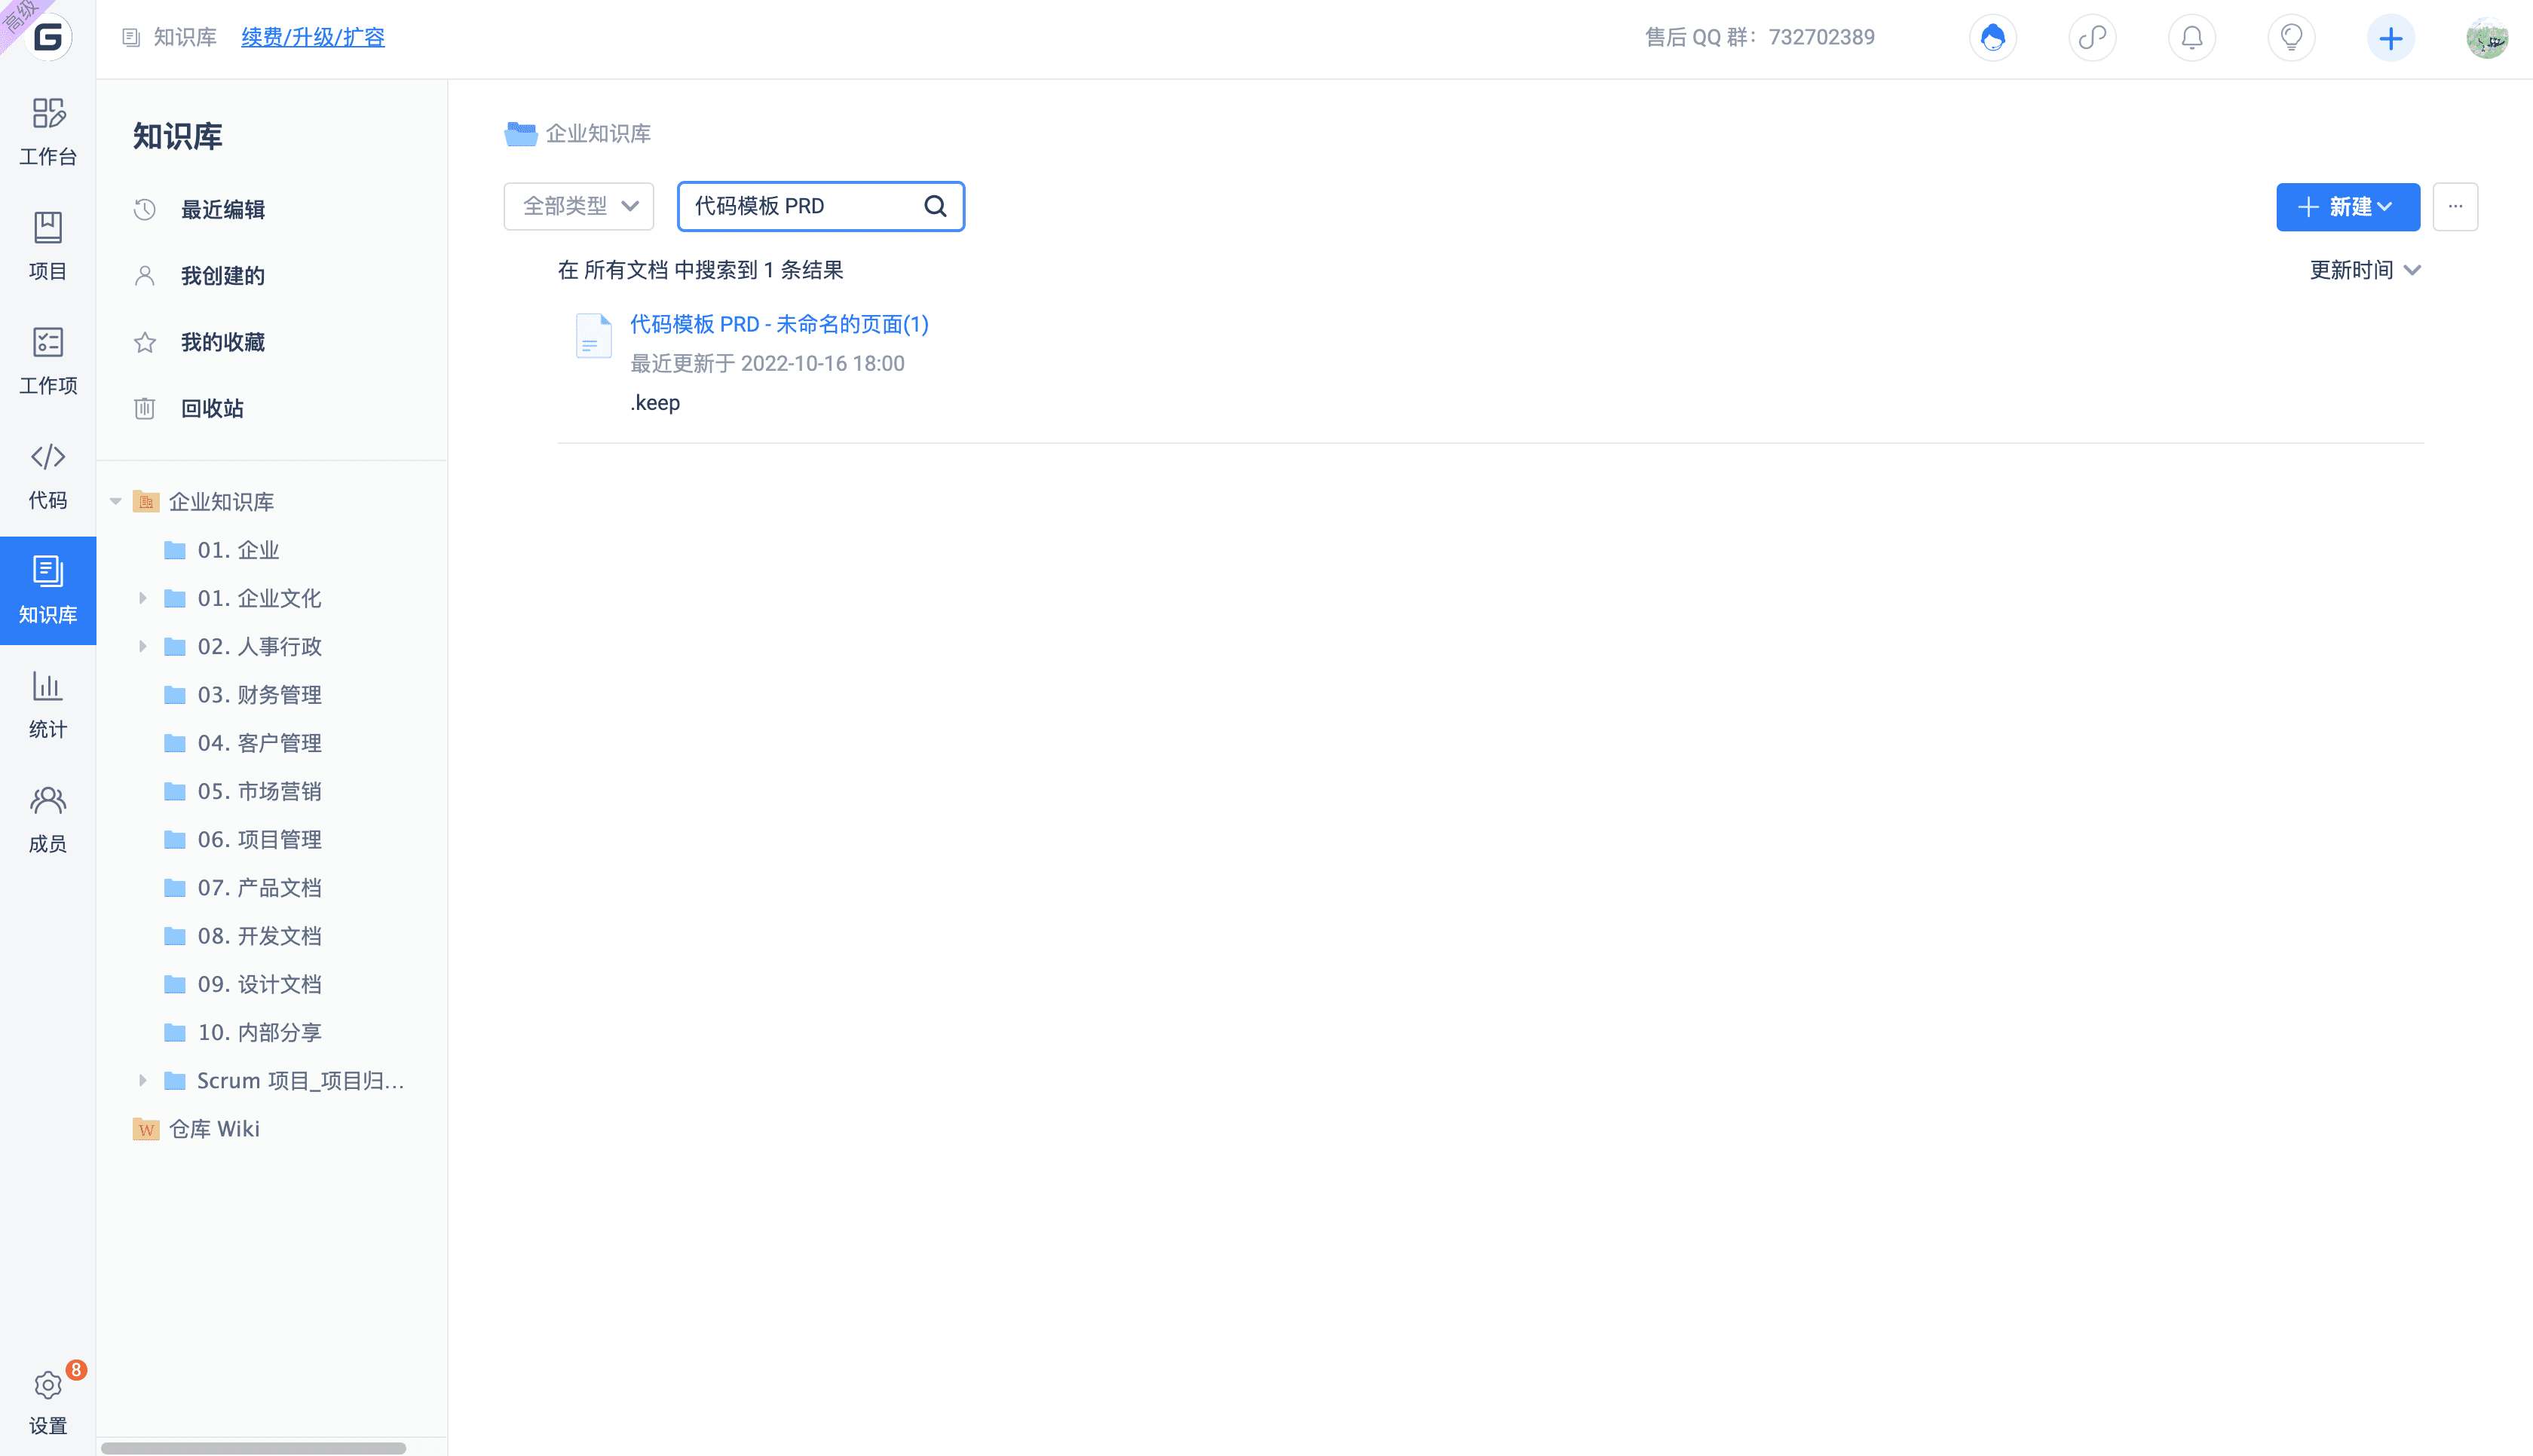 高级
知识库
续费/升级/扩容
售后 QQ 群：732702389
工作台
项目
工作项
代码
知识库
统计
成员
8
设置
知识库
最近编辑
我创建的
我的收藏
回收站
企业知识库
01. 企业
01. 企业文化
02. 人事行政
03. 财务管理
04. 客户管理
05. 市场营销
06. 项目管理
07. 产品文档
08. 开发文档
09. 设计文档
10. 内部分享
Scrum 项目_项目归...
W 仓库 Wiki
企业知识库
全部类型
代码模板 PRD
新建
在 所有文档 中搜索到 1 条结果
更新时间
代码模板 PRD - 未命名的页面(1)
最近更新于 2022-10-16 18:00
.keep